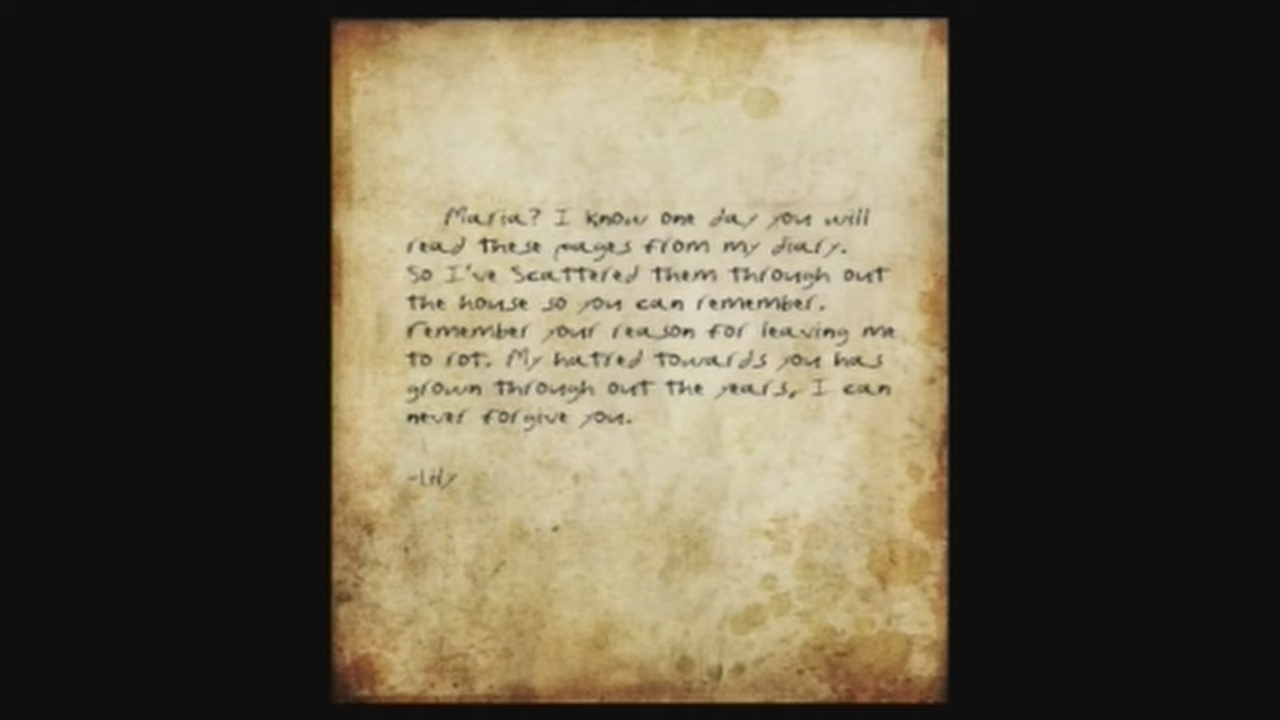 Maria? I know one day you will
read these pages from my diary.
So I've Scattered them through out
the house so you can remember.
remember your reason for leaving me
to rot. My hatred towards you has
grown through out the years, I can
never forgive you.
-Lily